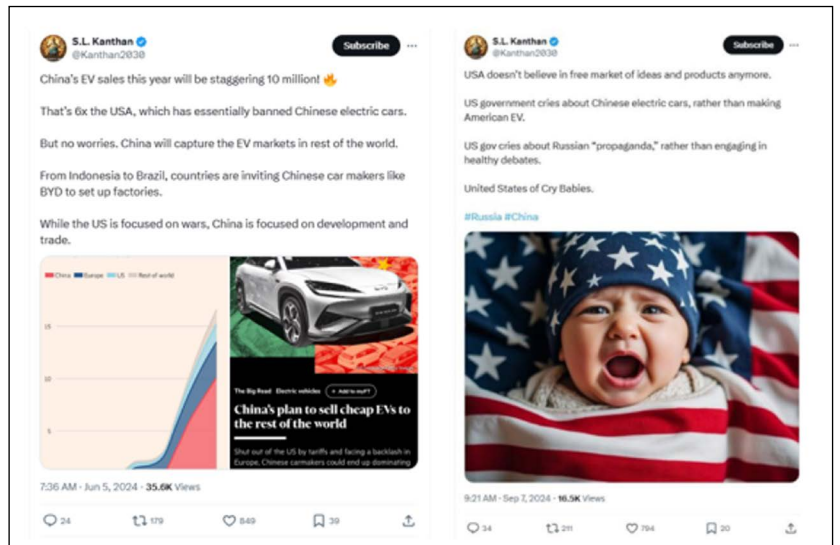 S.L. Kanthan
@Kanthan2030
Subscribe
China's EV sales this year will be staggering 10 million! 🔥
That's 6x the USA, which has essentially banned Chinese electric cars.
But no worries. China will capture the EV markets in rest of the world.
From Indonesia to Brazil, countries are inviting Chinese car makers like
BYD to set up factories.
While the US is focused on wars, China is focused on development and
trade.
China Europe US Rest of world
15
10
5
The Big Read Electric vehicles + Add to myFT
China's plan to sell cheap EVs to
the rest of the world
Shut out of the US by tariffs and facing a backlash in
Europe, Chinese carmakers could end up dominating
7:36 AM · Jun 5, 2024 · 35.6K Views
24 179 849 39
S.L. Kanthan
@Kanthan2030
Subscribe
USA doesn't believe in free market of ideas and products anymore.
US government cries about Chinese electric cars, rather than making
American EV.
US gov cries about Russian "propaganda," rather than engaging in
healthy debates.
United States of Cry Babies.
#Russia #China
9:21 AM · Sep 7, 2024 · 16.5K Views
34 211 794 20